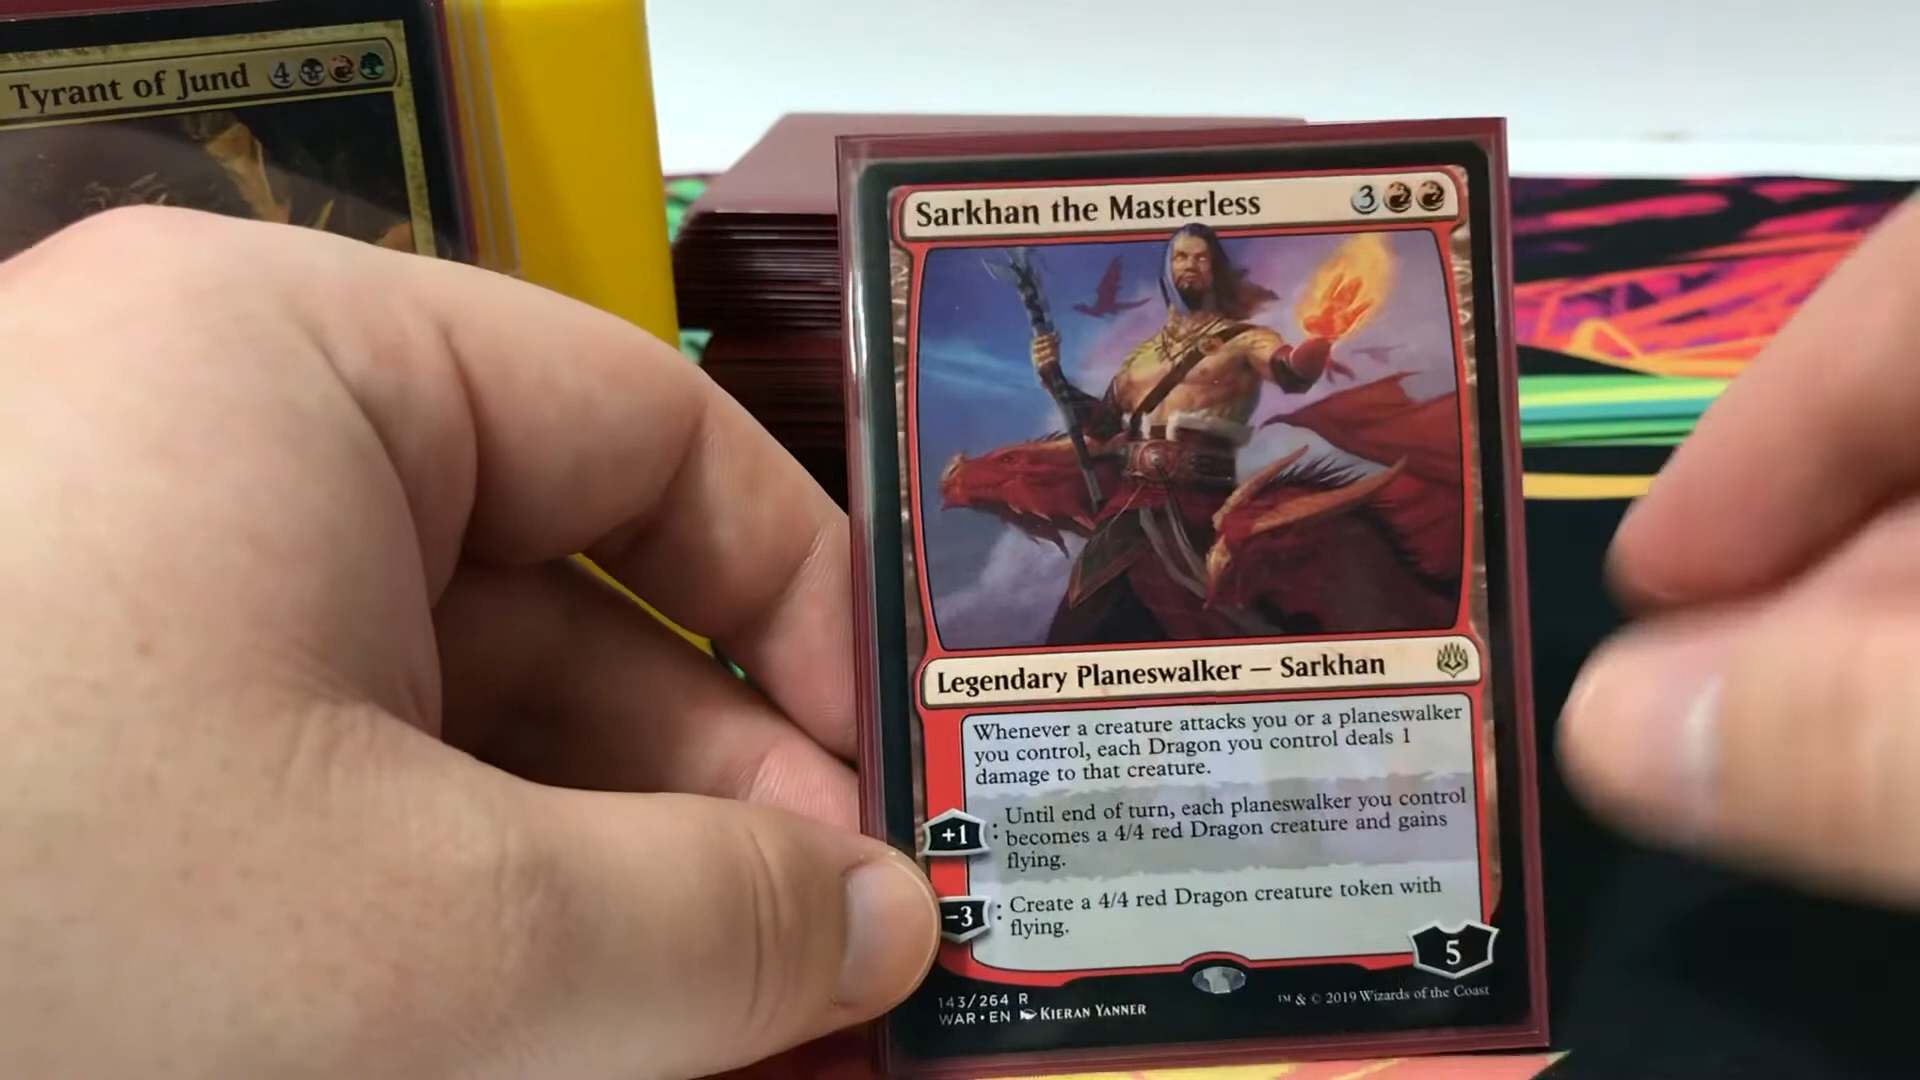 Tyrant of Jund 4
Sarkhan the Masterless 3
Legendary Planeswalker — Sarkhan
Whenever a creature attacks you or a planeswalker
you control, each Dragon you control deals 1
damage to that creature.
+1: Until end of turn, each planeswalker you control
becomes a 4/4 red Dragon creature and gains
flying.
-3: Create a 4/4 red Dragon creature token with
flying.
5
143/264 R
WAR•EN KIERAN YANNER
™ & © 2019 Wizards of the Coast